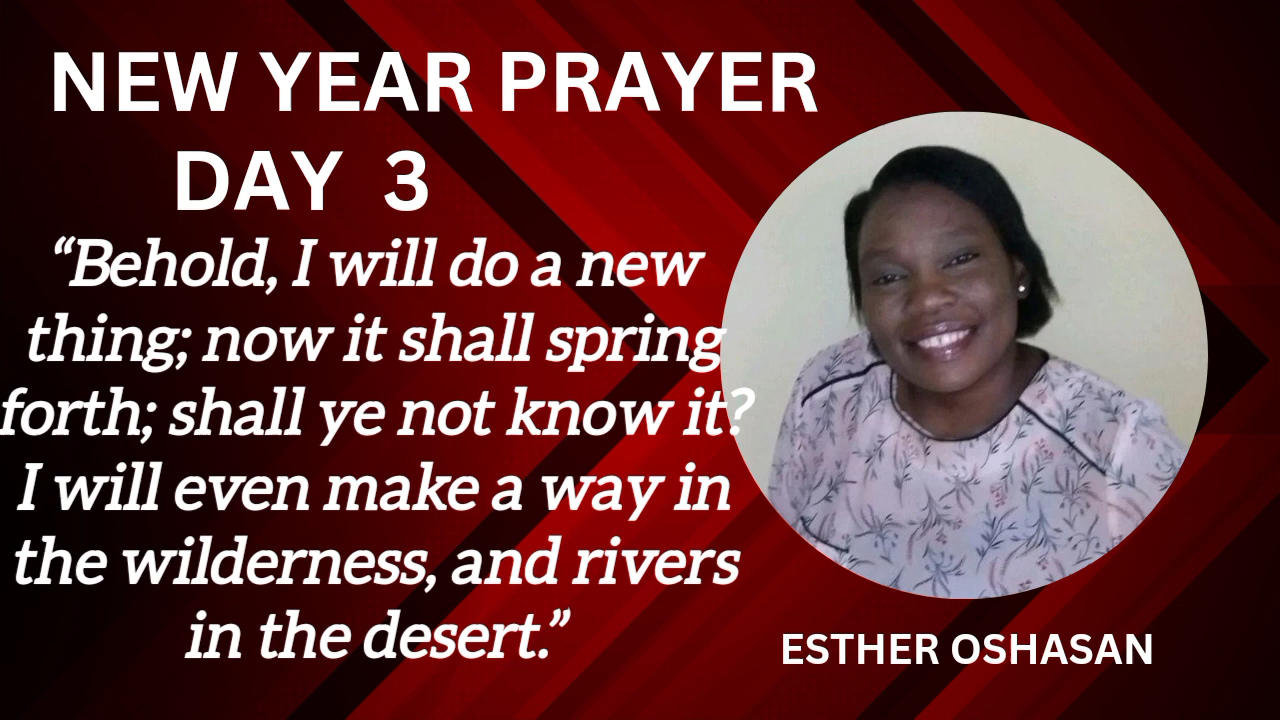 NEW YEAR PRAYER
DAY 3
“Behold, I will do a new
thing; now it shall spring
forth; shall ye not know it?
I will even make a way in
the wilderness, and rivers
in the desert.”
ESTHER OSHASAN